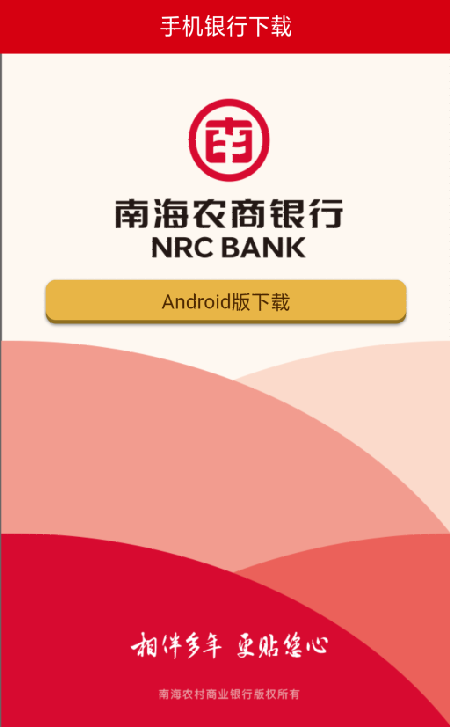 手机银行下载
南海农商银行
NRC BANK
Android版下载
相伴多年 更贴您心
南海农村商业银行版权所有